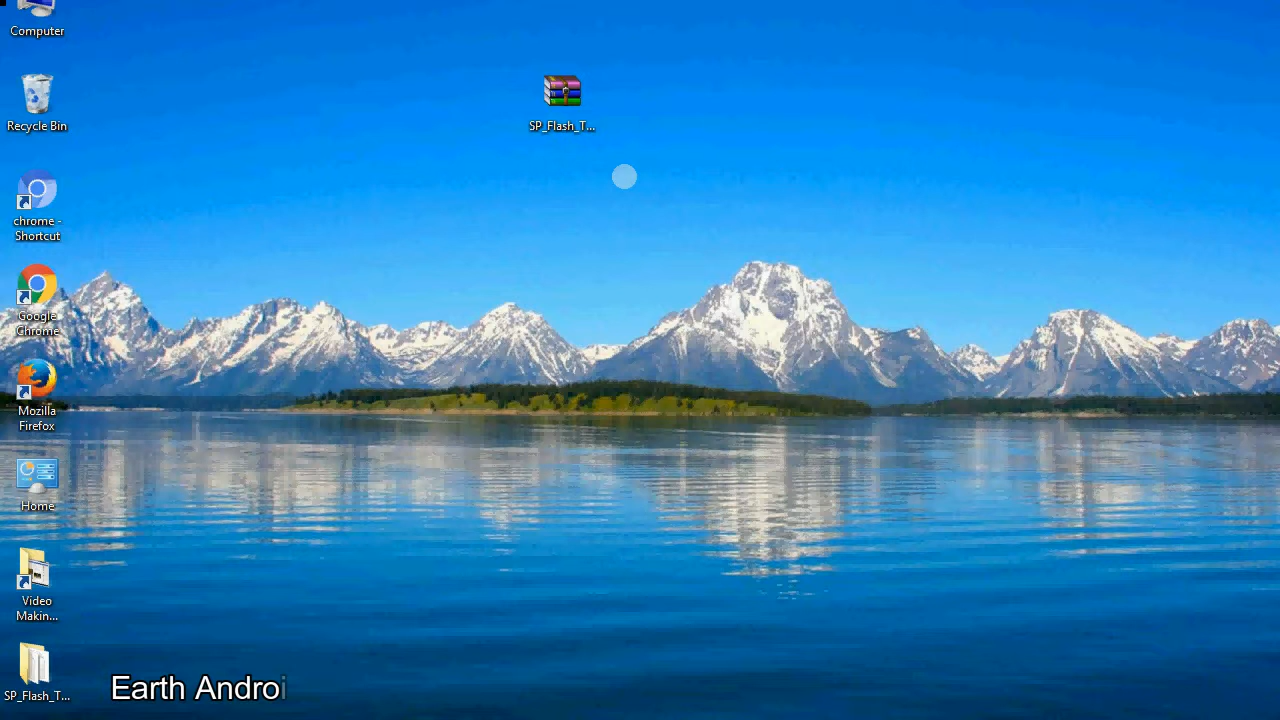 Computer
Recycle Bin
chrome -
Shortcut
Google
Chrome
Mozilla
Firefox
Home
Video
Makin...
SP_Flash_T...
SP_Flash_T...
Earth Androi